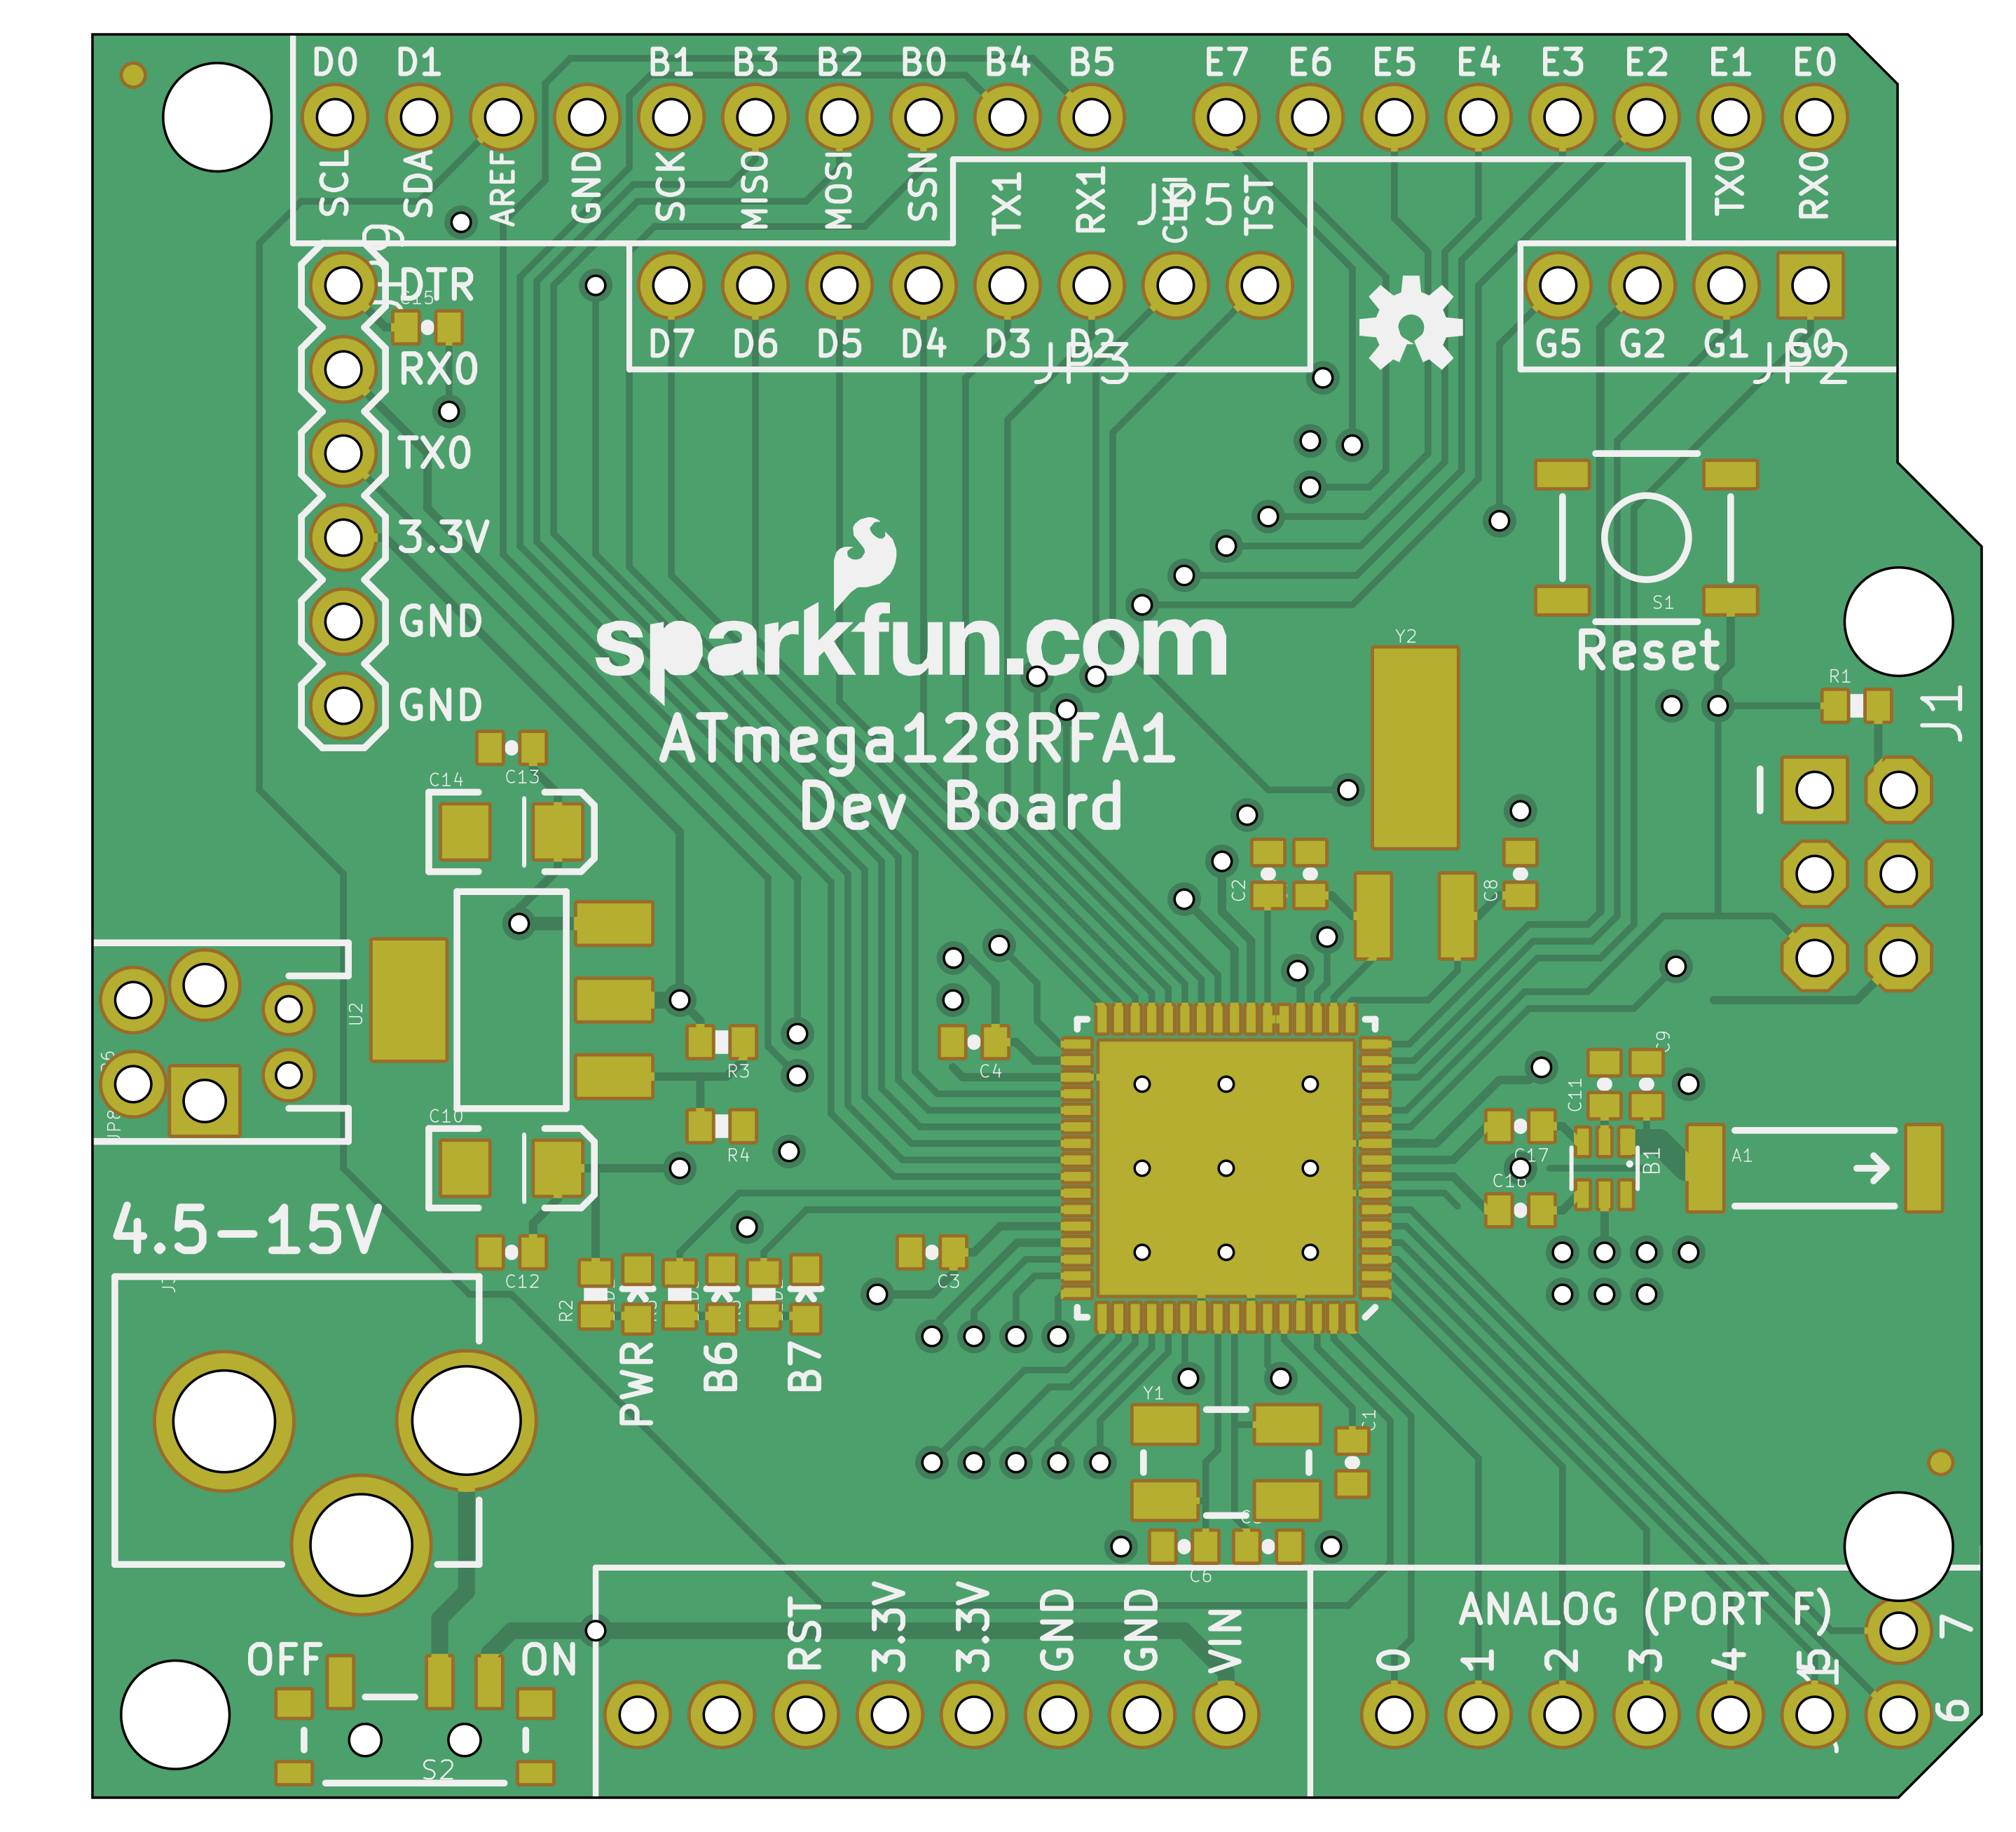 D0 D1 B1 B3 B2 B0 B4 B5 E7 E6 E5 E4 E3 E2 E1 E0
SCL SDA AREF GND SCK MISO MOSI SSN TX1 RX1 TST TX0 RX0
JP5
DTR
C15
RX0
TX0
3.3V
GND
GND
D7 D6 D5 D4 D3 D2 G5 G2 G1 G0
JP3 JP2
S1
Reset
Y2
R1
J1
sparkfun.com
ATmega128RFA1
Dev Board
C13
C14
C2
C8
U2
R3
C4
C9
C11
JP8
C10
R4
C17
B1
A1
C16
4.5-15V
C12
C3
R2
PWR B6 B7
Y1
C1
C6
RST 3.3V 3.3V GND GND VIN
ANALOG (PORT F)
0 1 2 3 4 5 6 7
OFF ON
S2